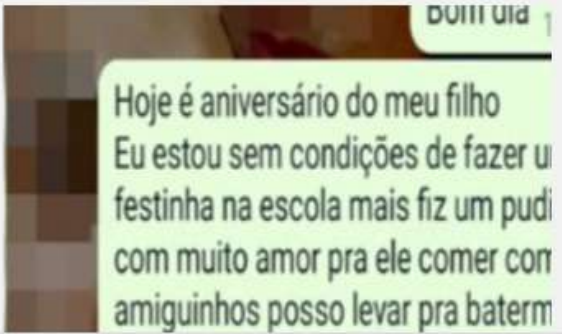 Bom dia
Hoje é aniversário do meu filho
Eu estou sem condições de fazer
festinha na escola mais fiz um
com muito amor pra ele comer
amiguinhos posso levar pra